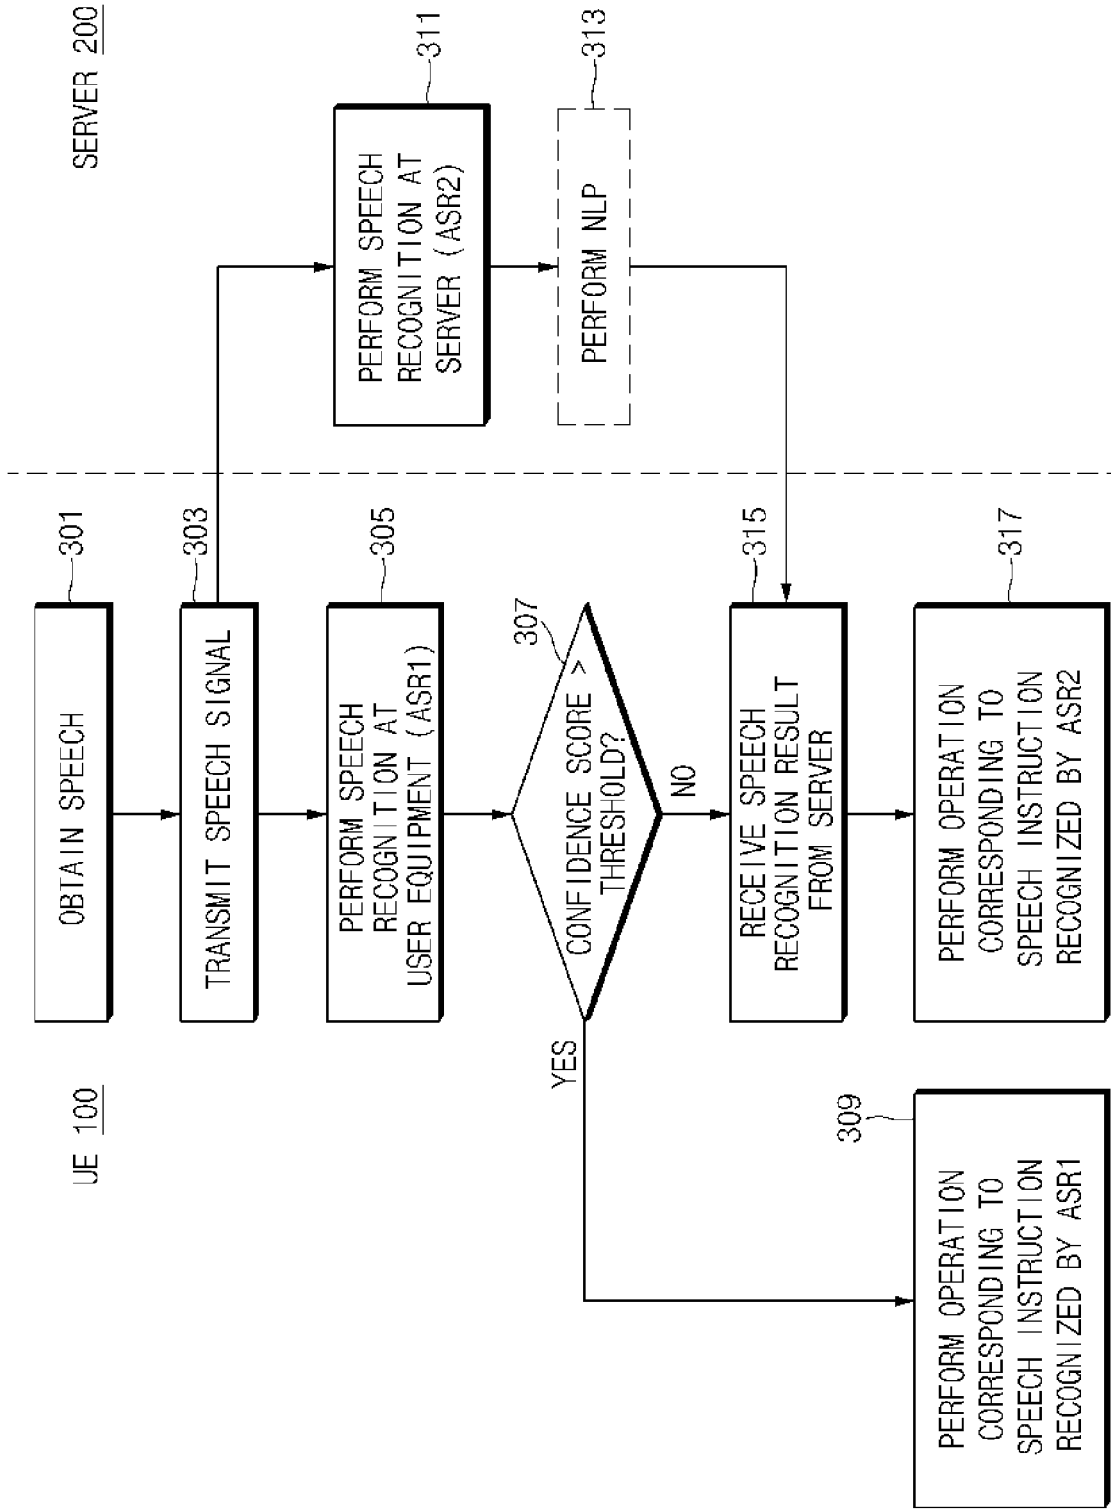 UE 100
SERVER 200
301
OBTAIN SPEECH
303
TRANSMIT SPEECH SIGNAL
305
PERFORM SPEECH
RECOGNITION AT
USER EQUIPMENT (ASR1)
311
PERFORM SPEECH
RECOGNITION AT
SERVER (ASR2)
313
PERFORM NLP
307
CONFIDENCE SCORE >
THRESHOLD?
YES
NO
315
RECEIVE SPEECH
RECOGNITION RESULT
FROM SERVER
309
PERFORM OPERATION
CORRESPONDING TO
SPEECH INSTRUCTION
RECOGNIZED BY ASR1
317
PERFORM OPERATION
CORRESPONDING TO
SPEECH INSTRUCTION
RECOGNIZED BY ASR2